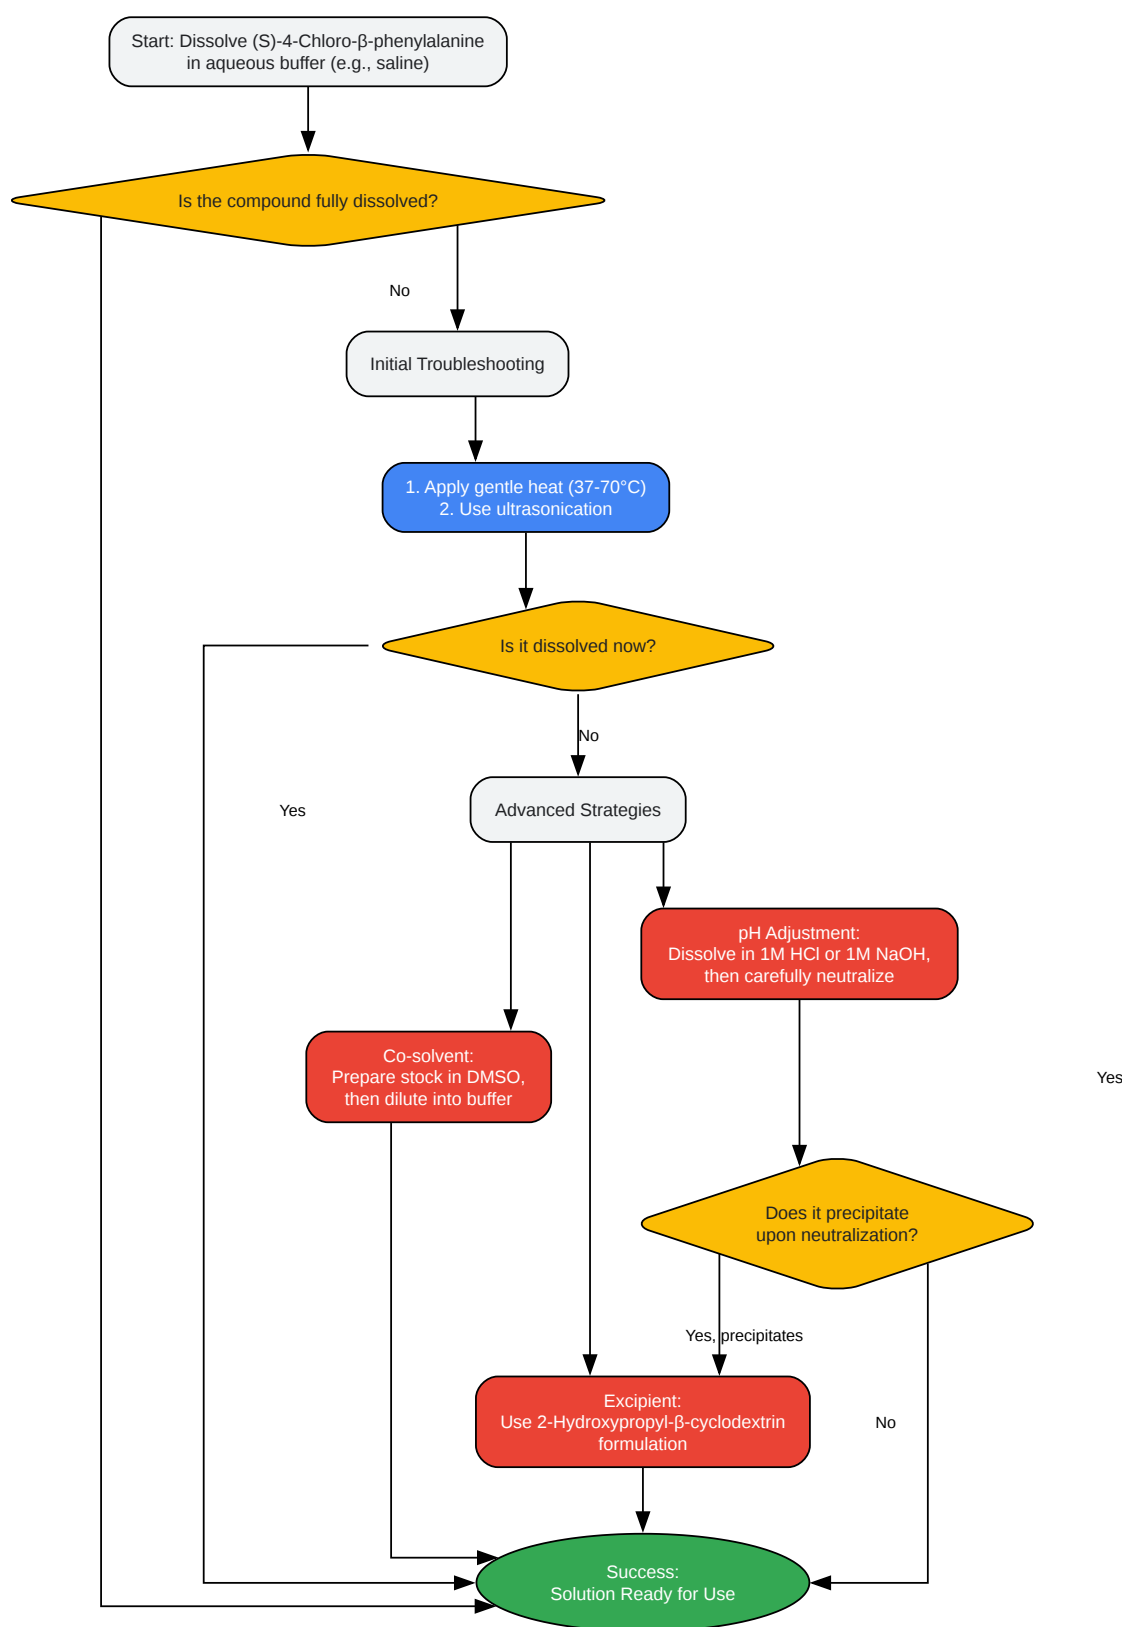 Start: Dissolve (S)-4-Chloro-β-phenylalanine
in aqueous buffer (e.g., saline)
Is the compound fully dissolved?
No
Initial Troubleshooting
1. Apply gentle heat (37-70°C)
2. Use ultrasonication
Is it dissolved now?
No
Yes
Advanced Strategies
pH Adjustment:
Dissolve in 1M HCl or 1M NaOH,
then carefully neutralize
Co-solvent:
Prepare stock in DMSO,
then dilute into buffer
Yes
Does it precipitate
upon neutralization?
Yes, precipitates
Excipient:
Use 2-Hydroxypropyl-β-cyclodextrin
formulation
No
Success:
Solution Ready for Use